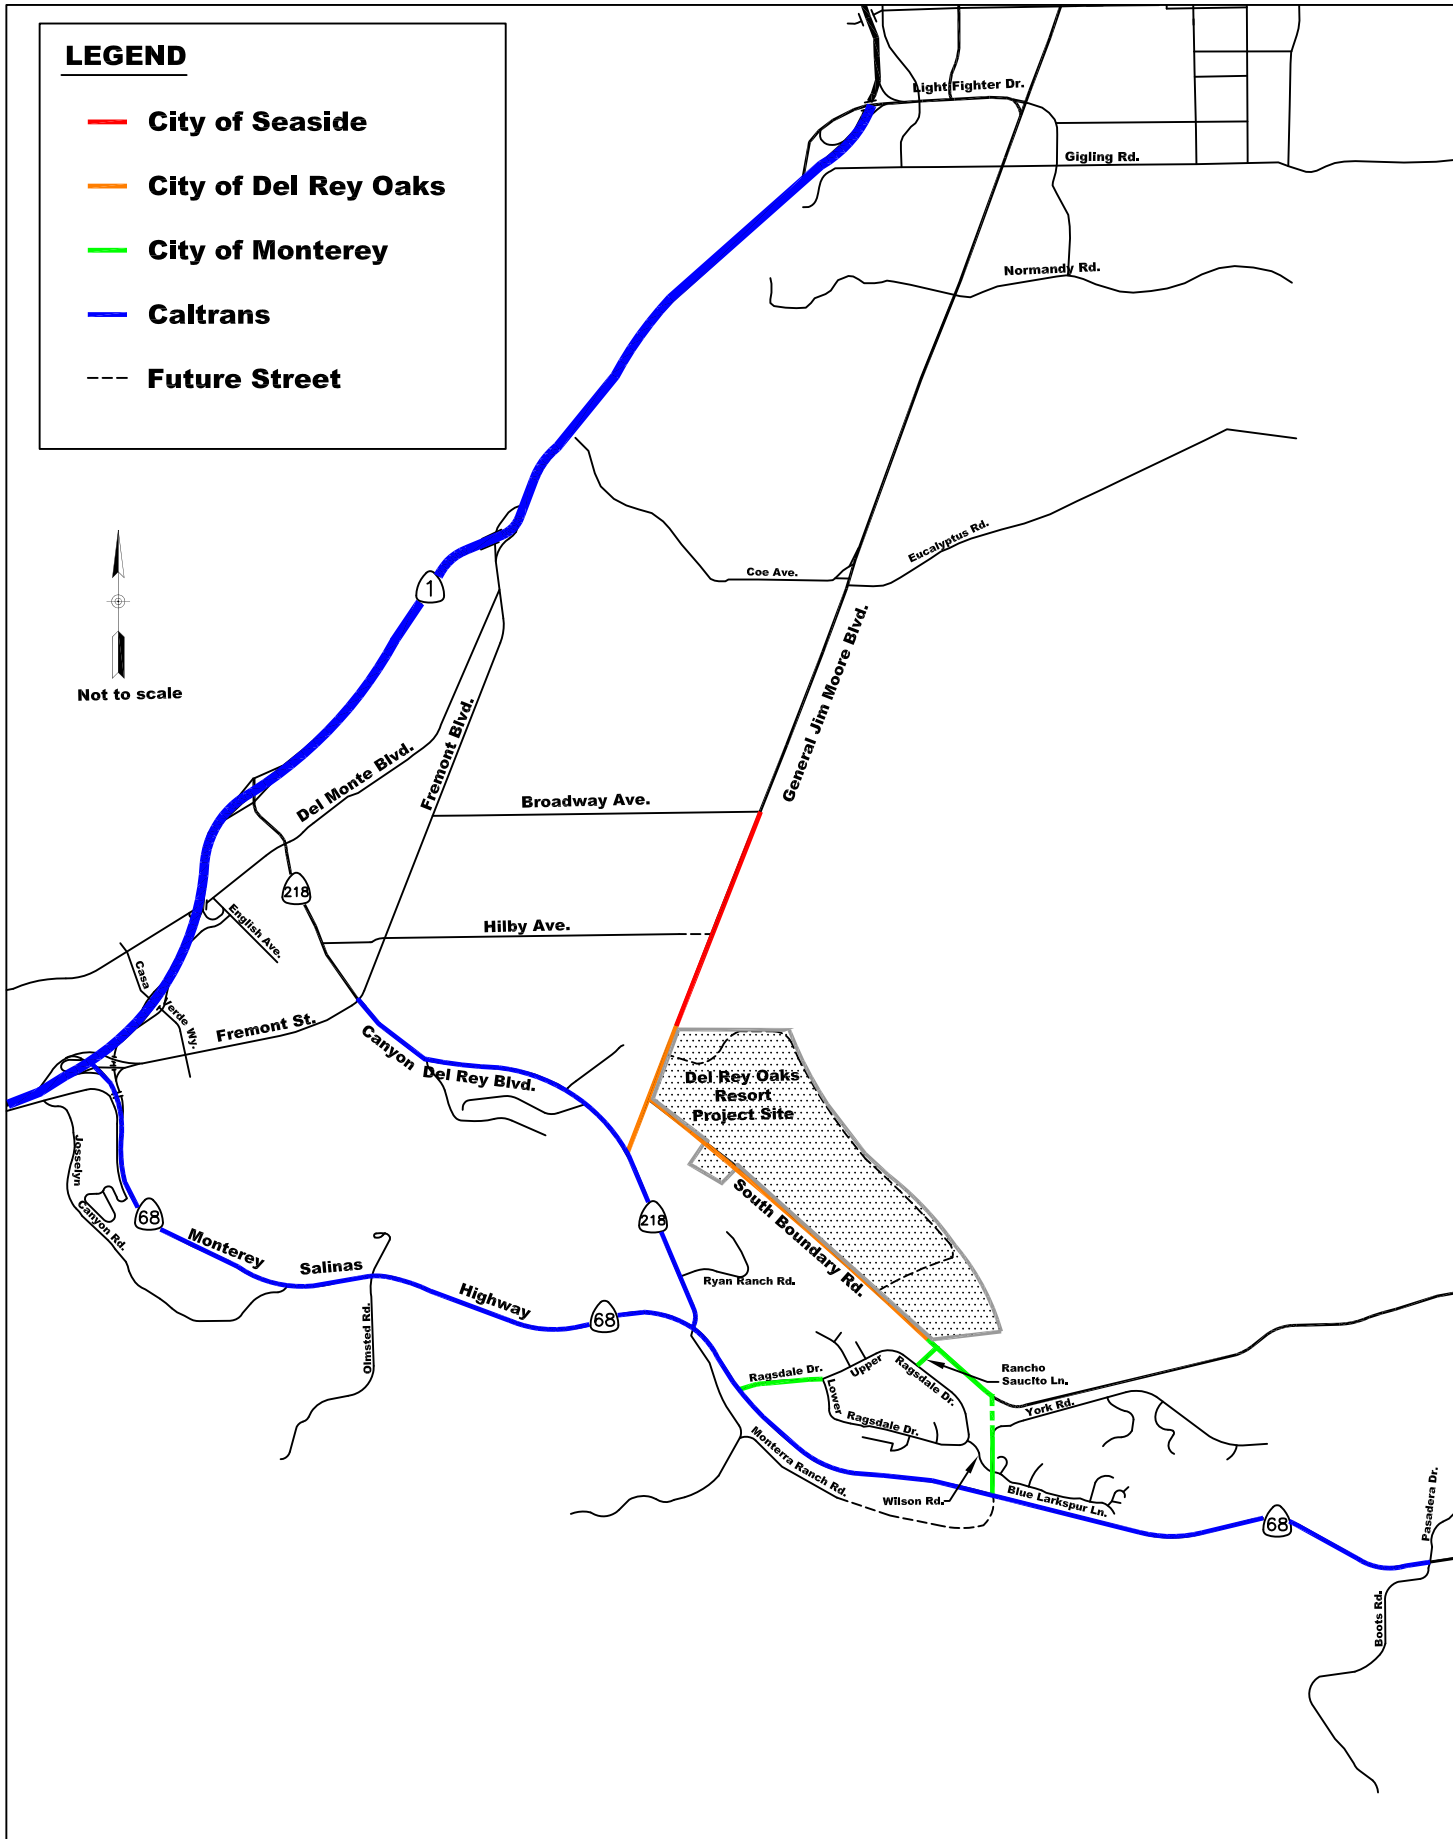 LEGEND
City of Seaside
City of Del Rey Oaks
City of Monterey
Caltrans
Future Street
Not to scale
Light Fighter Dr.
Gigling Rd.
Normandy Rd.
Eucalyptus Rd.
Coe Ave.
1
General Jim Moore Blvd.
Fremont Blvd.
Del Monte Blvd.
Broadway Ave.
218
Hilby Ave.
English Ave.
Casa
Verde Wy.
Fremont St.
Canyon Del Rey Blvd.
Del Rey Oaks
Resort
Project Site
South Boundary Rd.
Josselyn
Canyon Rd.
68
Monterey
Salinas
Highway
68
Olmsted Rd.
218
Ryan Ranch Rd.
Ragsdale Dr.
Upper
Ragsdale Dr.
Lower
Ragsdale Dr.
Rancho
Saucito Ln.
York Rd.
Monterra Ranch Rd.
Wilson Rd.
Blue Larkspur Ln.
68
Pasadera Dr.
Boots Rd.